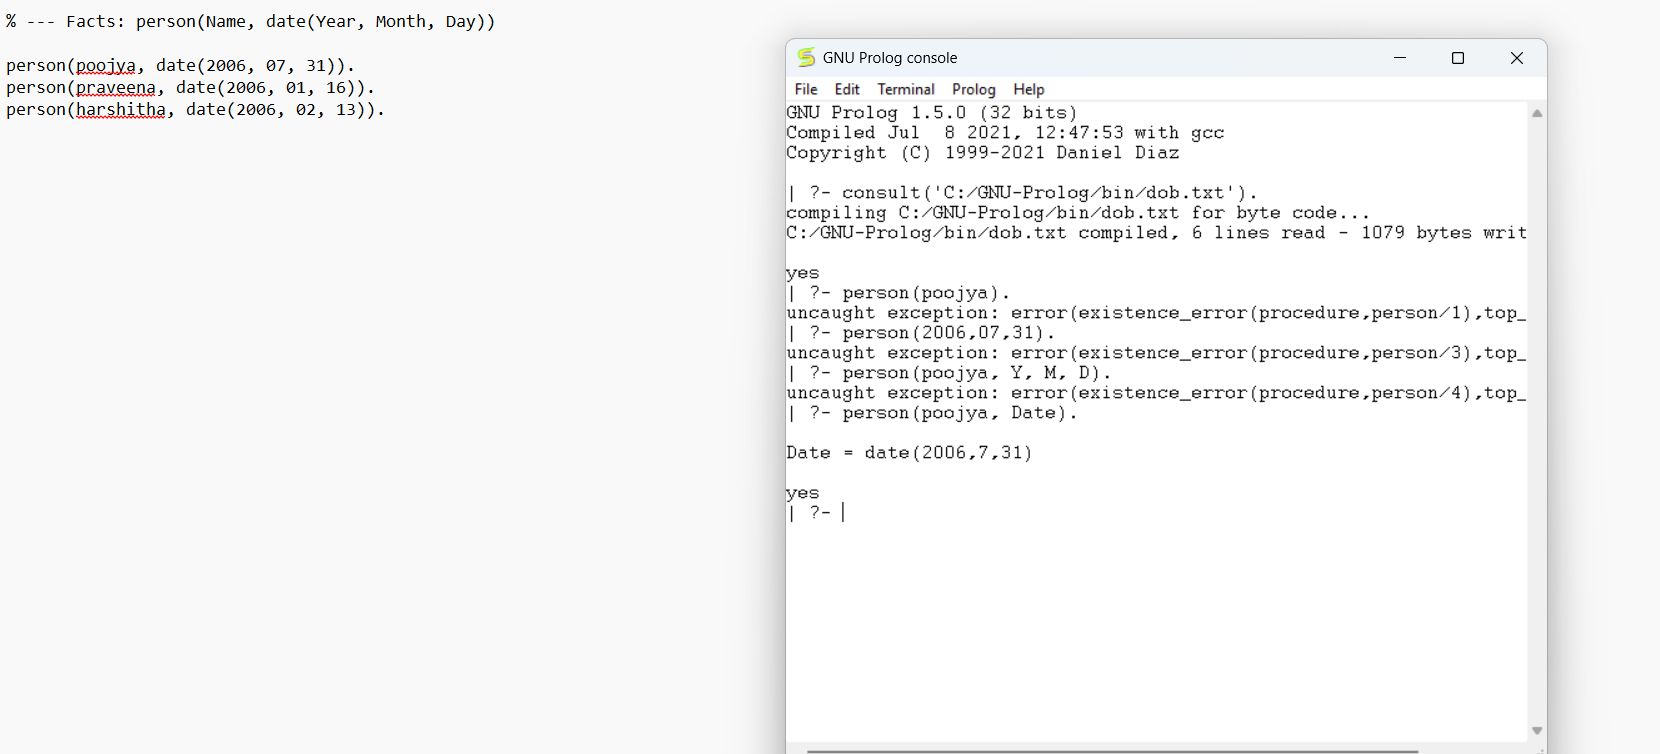 % --- Facts: person(Name, date(Year, Month, Day))
person(poojya, date(2006, 07, 31)).
person(praveena, date(2006, 01, 16)).
person(harshitha, date(2006, 02, 13)).
GNU Prolog console
File Edit Terminal Prolog Help
GNU Prolog 1.5.0 (32 bits)
Compiled Jul  8 2021, 12:47:53 with gcc
Copyright (C) 1999-2021 Daniel Diaz
| ?- consult('C:/GNU-Prolog/bin/dob.txt').
compiling C:/GNU-Prolog/bin/dob.txt for byte code...
C:/GNU-Prolog/bin/dob.txt compiled, 6 lines read - 1079 bytes writ
yes
| ?- person(poojya).
uncaught exception: error(existence_error(procedure,person/1),top_
| ?- person(2006,07,31).
uncaught exception: error(existence_error(procedure,person/3),top_
| ?- person(poojya, Y, M, D).
uncaught exception: error(existence_error(procedure,person/4),top_
| ?- person(poojya, Date).
Date = date(2006,7,31)
yes
| ?-